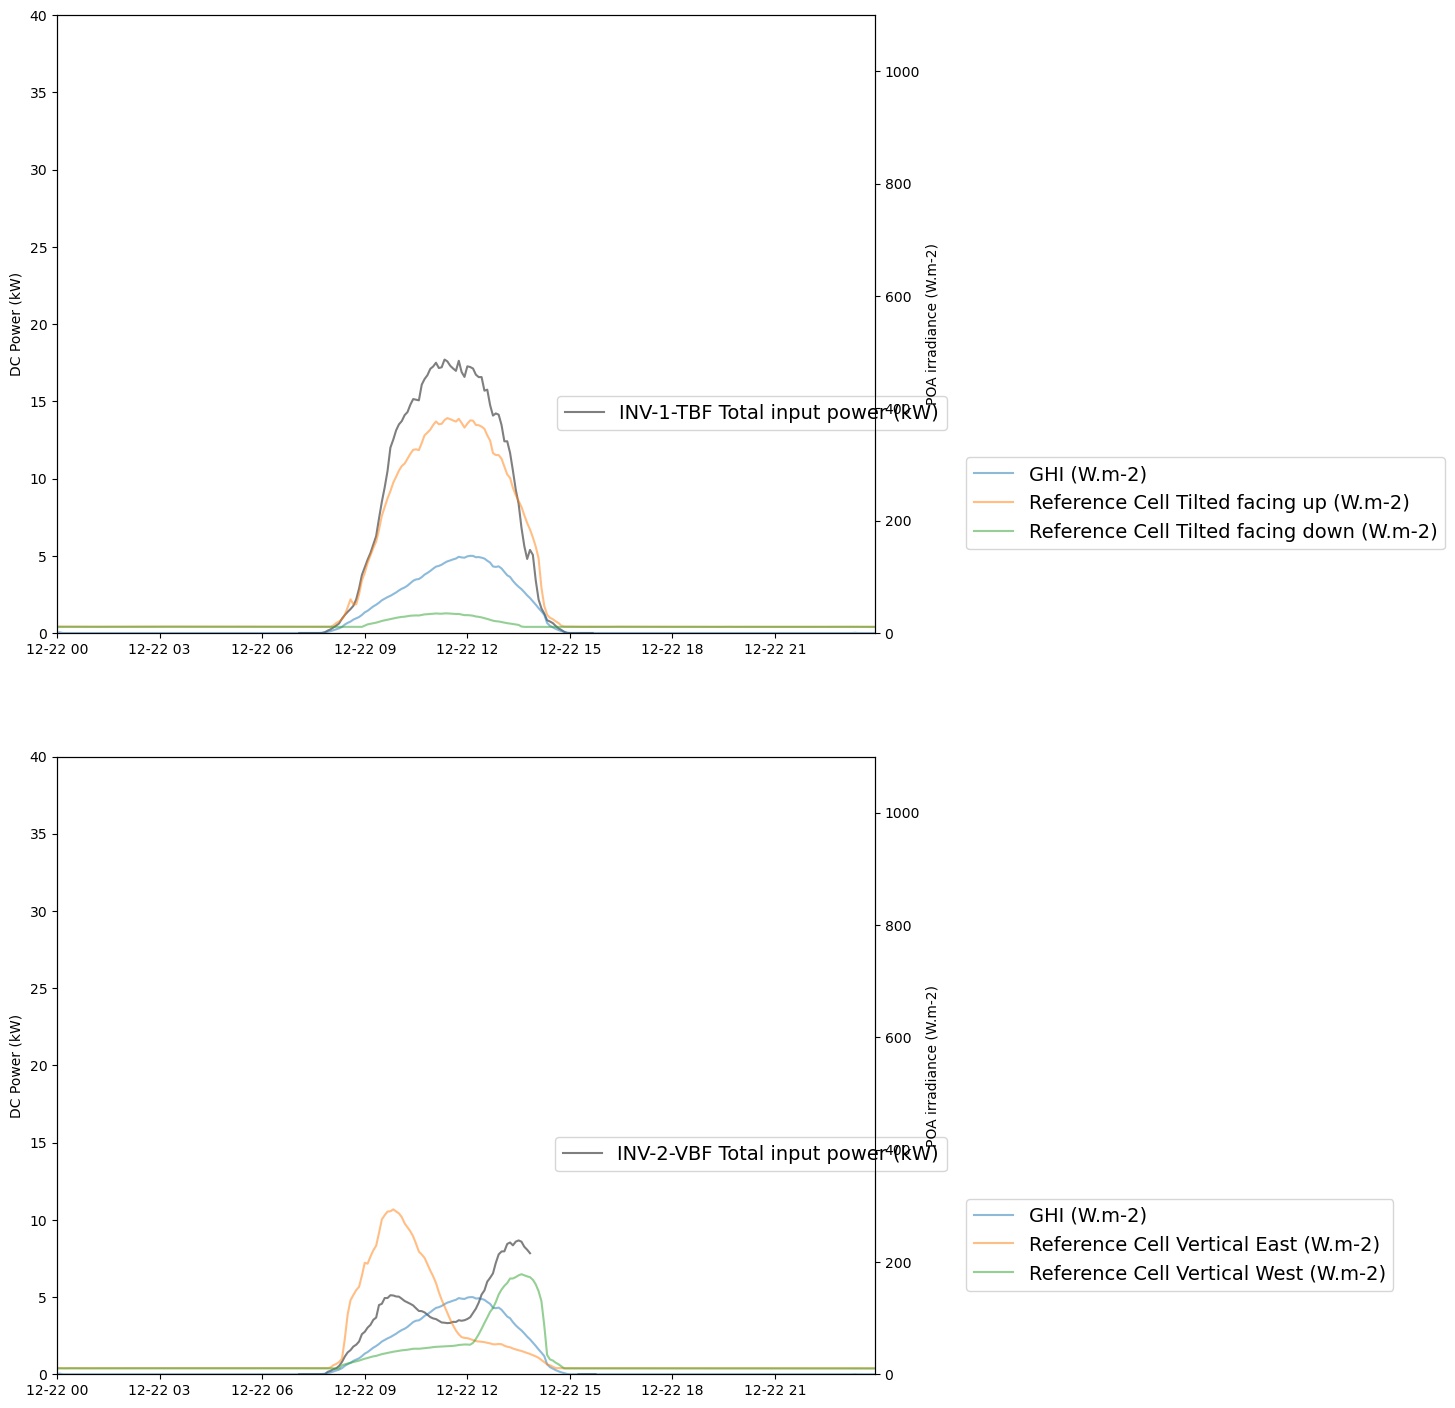 40
35
30
25
20
15
10
5
0
DC Power (kW)
1000
800
600
400
200
0
POA irradiance (W.m-2)
INV-1-TBF Total input power (kW)
GHI (W.m-2)
Reference Cell Tilted facing up (W.m-2)
Reference Cell Tilted facing down (W.m-2)
12-22 00 12-22 03 12-22 06 12-22 09 12-22 12 12-22 15 12-22 18 12-22 21
40
35
30
25
20
15
10
5
0
DC Power (kW)
1000
800
600
400
200
0
POA irradiance (W.m-2)
INV-2-VBF Total input power (kW)
GHI (W.m-2)
Reference Cell Vertical East (W.m-2)
Reference Cell Vertical West (W.m-2)
12-22 00 12-22 03 12-22 06 12-22 09 12-22 12 12-22 15 12-22 18 12-22 21